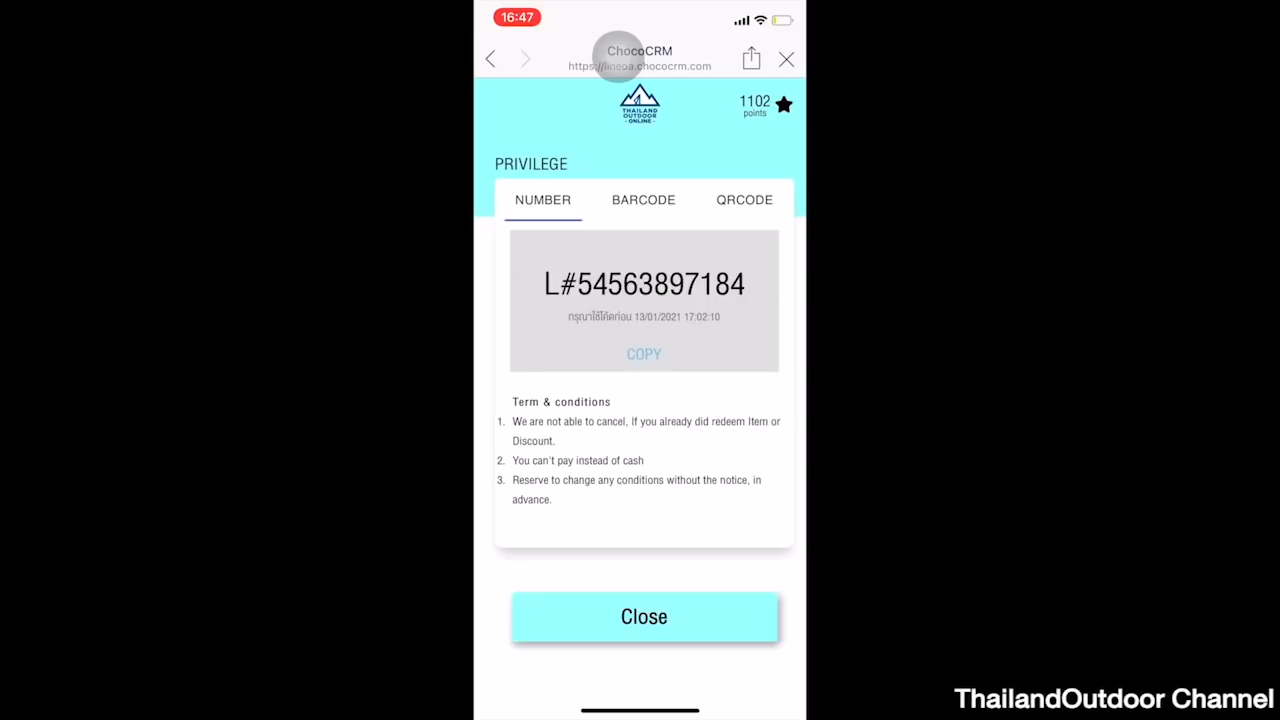 16:47
ChocoCRM
https://lineoa.chococrm.com
THAILAND
OUTDOOR
- ONLINE -
1102
points
PRIVILEGE
NUMBER BARCODE QRCODE
L#54563897184
กรุณาใช้โค้ดก่อน 13/01/2021 17:02:10
COPY
Term & conditions
1. We are not able to cancel, If you already did redeem Item or
Discount.
2. You can't pay instead of cash
3. Reserve to change any conditions without the notice, in
advance.
Close
ThailandOutdoor Channel